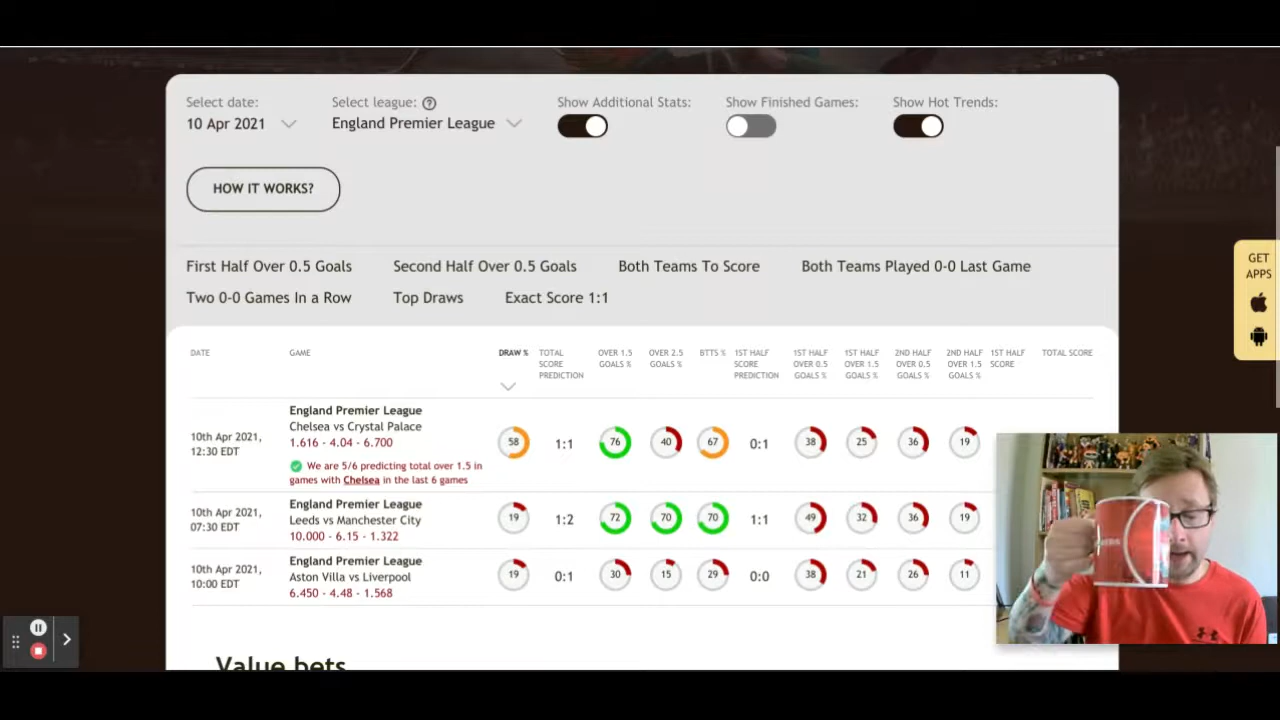 Select date:
Select league: ?
Show Additional Stats:
Show Finished Games:
Show Hot Trends:
10 Apr 2021
England Premier League
HOW IT WORKS?
GET
APPS
First Half Over 0.5 Goals
Second Half Over 0.5 Goals
Both Teams To Score
Both Teams Played 0-0 Last Game
Two 0-0 Games In a Row
Top Draws
Exact Score 1:1
DATE
GAME
DRAW %
TOTAL
SCORE
PREDICTION
OVER 1.5
GOALS %
OVER 2.5
GOALS %
BTTS %
1ST HALF
SCORE
PREDICTION
1ST HALF
OVER 0.5
GOALS %
1ST HALF
OVER 1.5
GOALS %
2ND HALF
OVER 0.5
GOALS %
2ND HALF
OVER 1.5
GOALS %
1ST HALF
SCORE
TOTAL SCORE
10th Apr 2021,
12:30 EDT
England Premier League
Chelsea vs Crystal Palace
1.616 - 4.04 - 6.700
We are 5/6 predicting total over 1.5 in
games with Chelsea in the last 6 games
58
1:1
76
40
67
0:1
38
25
36
19
10th Apr 2021,
07:30 EDT
England Premier League
Leeds vs Manchester City
10.000 - 6.15 - 1.322
19
1:2
72
70
70
1:1
49
32
36
19
10th Apr 2021,
10:00 EDT
England Premier League
Aston Villa vs Liverpool
6.450 - 4.48 - 1.568
19
0:1
30
15
29
0:0
38
21
26
11
Value bets